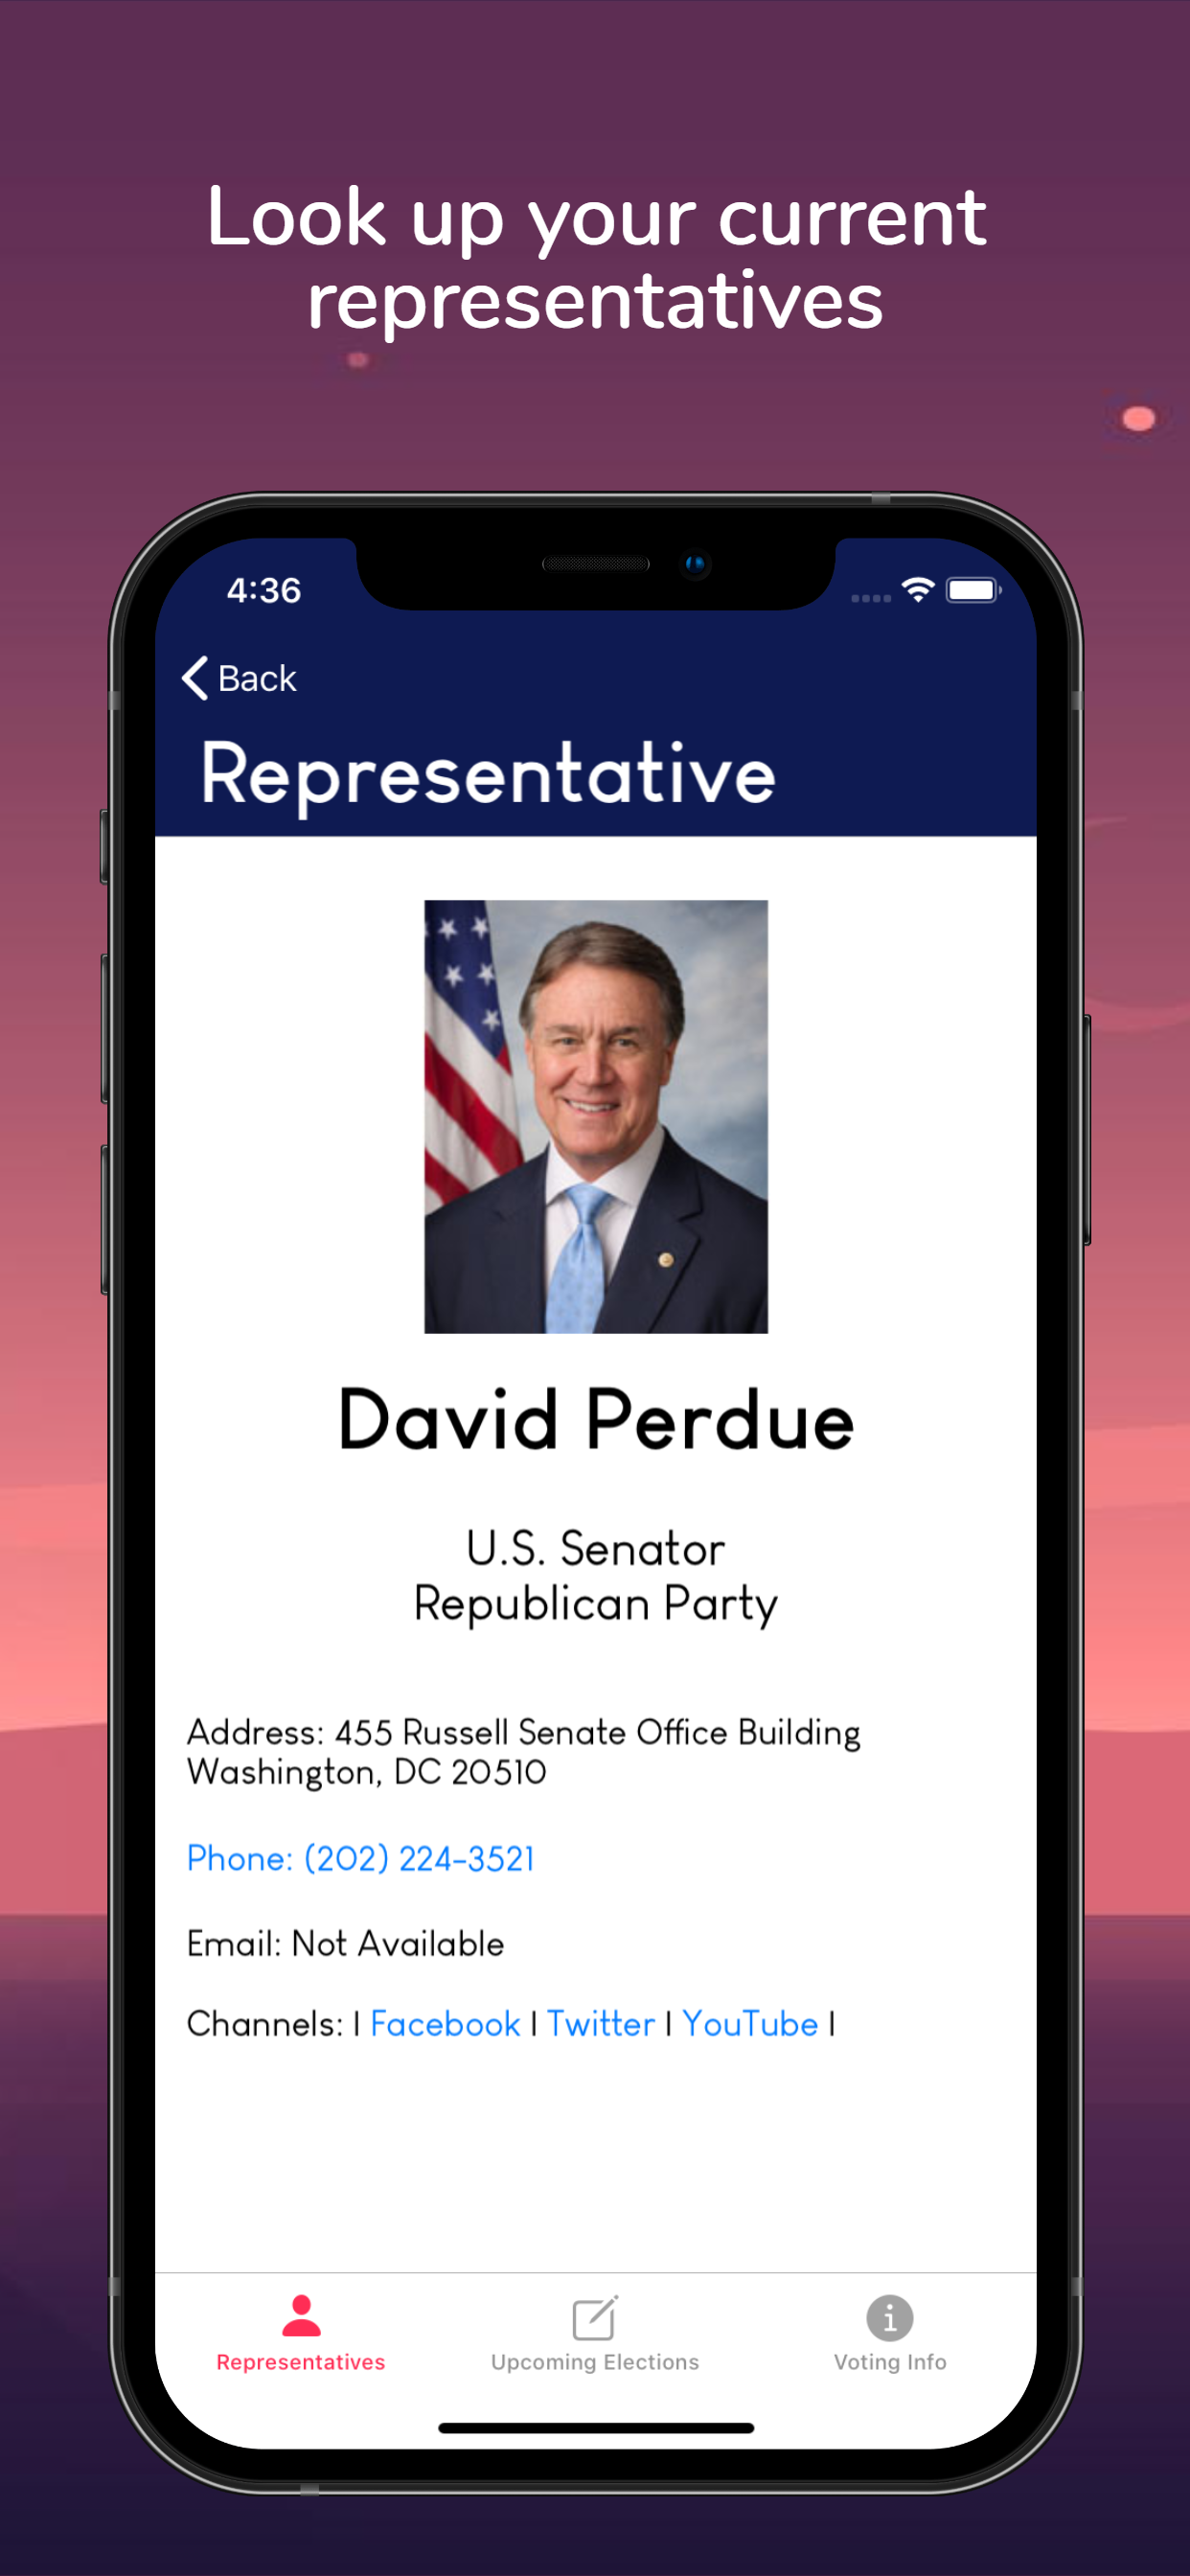 Look up your current
representatives
4:36
Back
Representative
David Perdue
U.S. Senator
Republican Party
Address: 455 Russell Senate Office Building
Washington, DC 20510
Phone: (202) 224-3521
Email: Not Available
Channels: | Facebook | Twitter | YouTube |
Representatives
Upcoming Elections
Voting Info